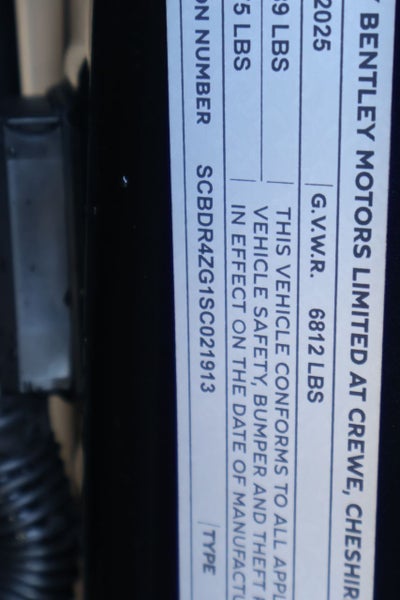 BENTLEY MOTORS LIMITED AT CREWE, CHESHIR
2025 G.V.W.R. 6812 LBS
9 LBS THIS VEHICLE CONFORMS TO ALL APPL
VEHICLE SAFETY, BUMPER AND THEFT
5 LBS IN EFFECT ON THE DATE OF MANUFACTU
ON NUMBER SCBDR4ZG1SC021913 TYPE